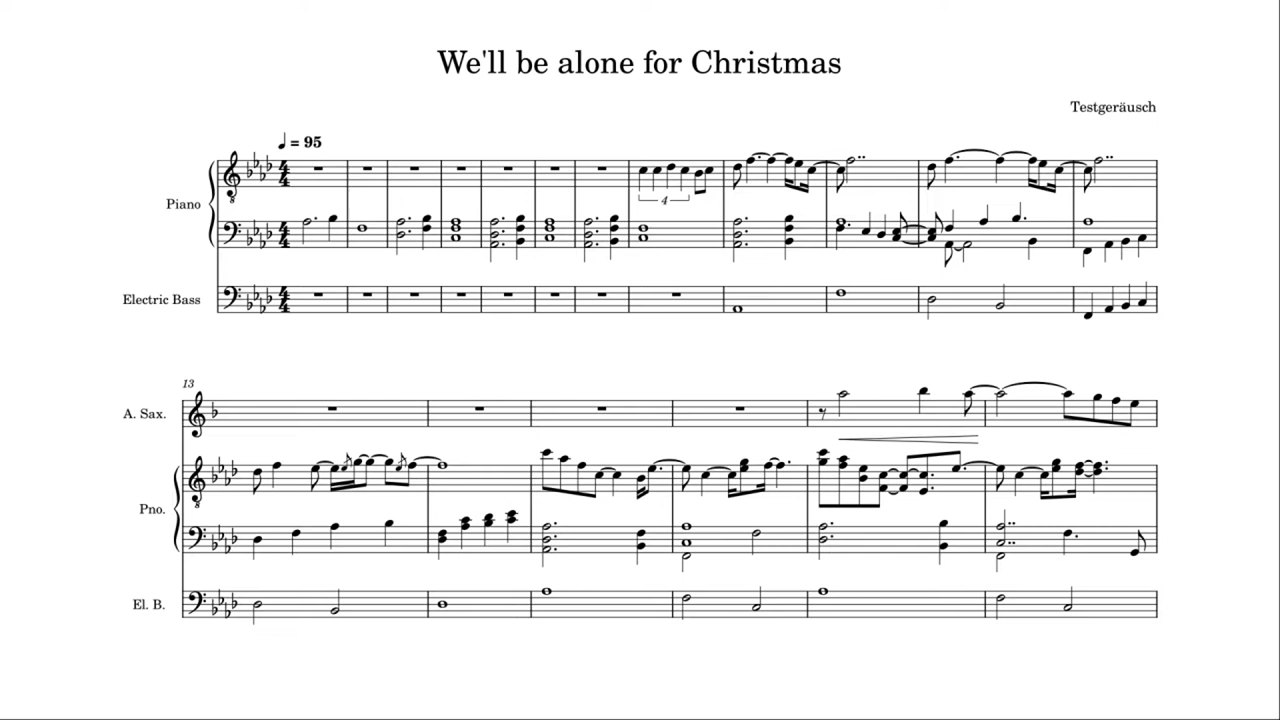 We'll be alone for Christmas
Testgeräusch
♩ = 95
Piano
4
Electric Bass
13
A. Sax.
Pno.
El. B.